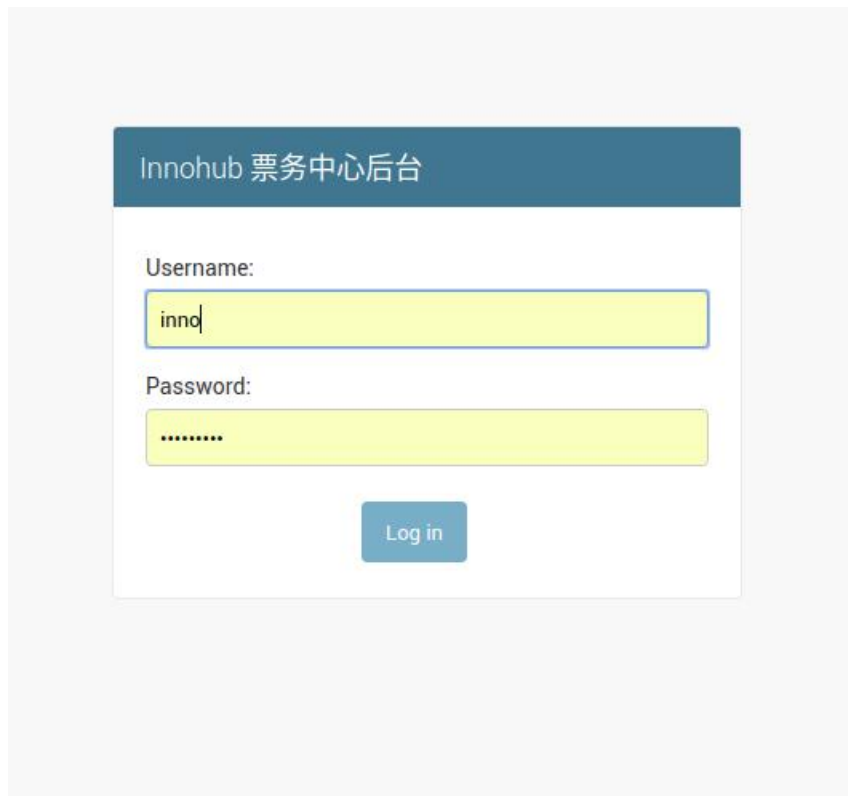 Innohub 票务中心后台
Username:
inno
Password:
•••••••••
Log in